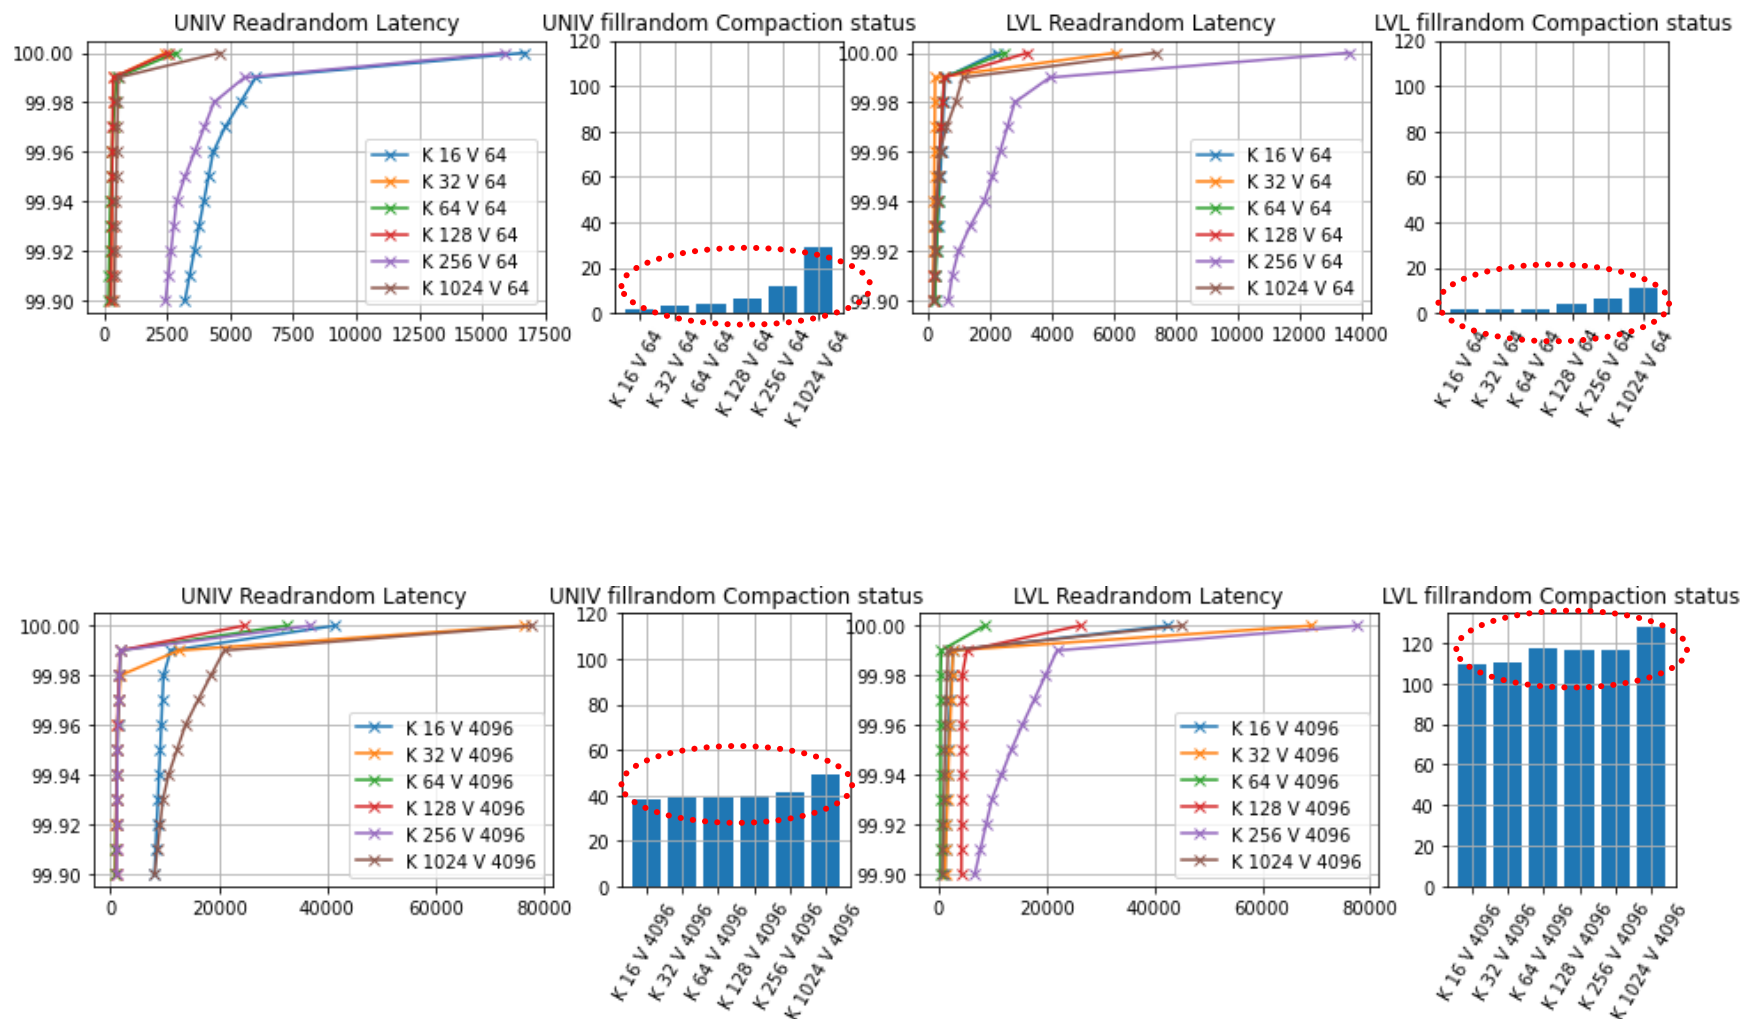 UNIV Readrandom Latency
100.00
99.98
99.96
99.94
99.92
99.90
0
2500
5000
7500
10000
12500
15000
17500
K 16 V 64
K 32 V 64
K 64 V 64
K 128 V 64
K 256 V 64
K 1024 V 64
UNIV fillrandom Compaction status
120
100
80
60
40
20
0
K 16 V 64
K 32 V 64
K 64 V 64
K 128 V 64
K 256 V 64
K 1024 V 64
LVL Readrandom Latency
100.00
99.98
99.96
99.94
99.92
99.90
0
2000
4000
6000
8000
10000
12000
14000
K 16 V 64
K 32 V 64
K 64 V 64
K 128 V 64
K 256 V 64
K 1024 V 64
LVL fillrandom Compaction status
120
100
80
60
40
20
0
K 16 V 64
K 32 V 64
K 64 V 64
K 128 V 64
K 256 V 64
K 1024 V 64
UNIV Readrandom Latency
100.00
99.98
99.96
99.94
99.92
99.90
0
20000
40000
60000
80000
K 16 V 4096
K 32 V 4096
K 64 V 4096
K 128 V 4096
K 256 V 4096
K 1024 V 4096
UNIV fillrandom Compaction status
120
100
80
60
40
20
0
K 16 V 4096
K 32 V 4096
K 64 V 4096
K 128 V 4096
K 256 V 4096
K 1024 V 4096
LVL Readrandom Latency
100.00
99.98
99.96
99.94
99.92
99.90
0
20000
40000
60000
80000
K 16 V 4096
K 32 V 4096
K 64 V 4096
K 128 V 4096
K 256 V 4096
K 1024 V 4096
LVL fillrandom Compaction status
120
100
80
60
40
20
0
K 16 V 4096
K 32 V 4096
K 64 V 4096
K 128 V 4096
K 256 V 4096
K 1024 V 4096